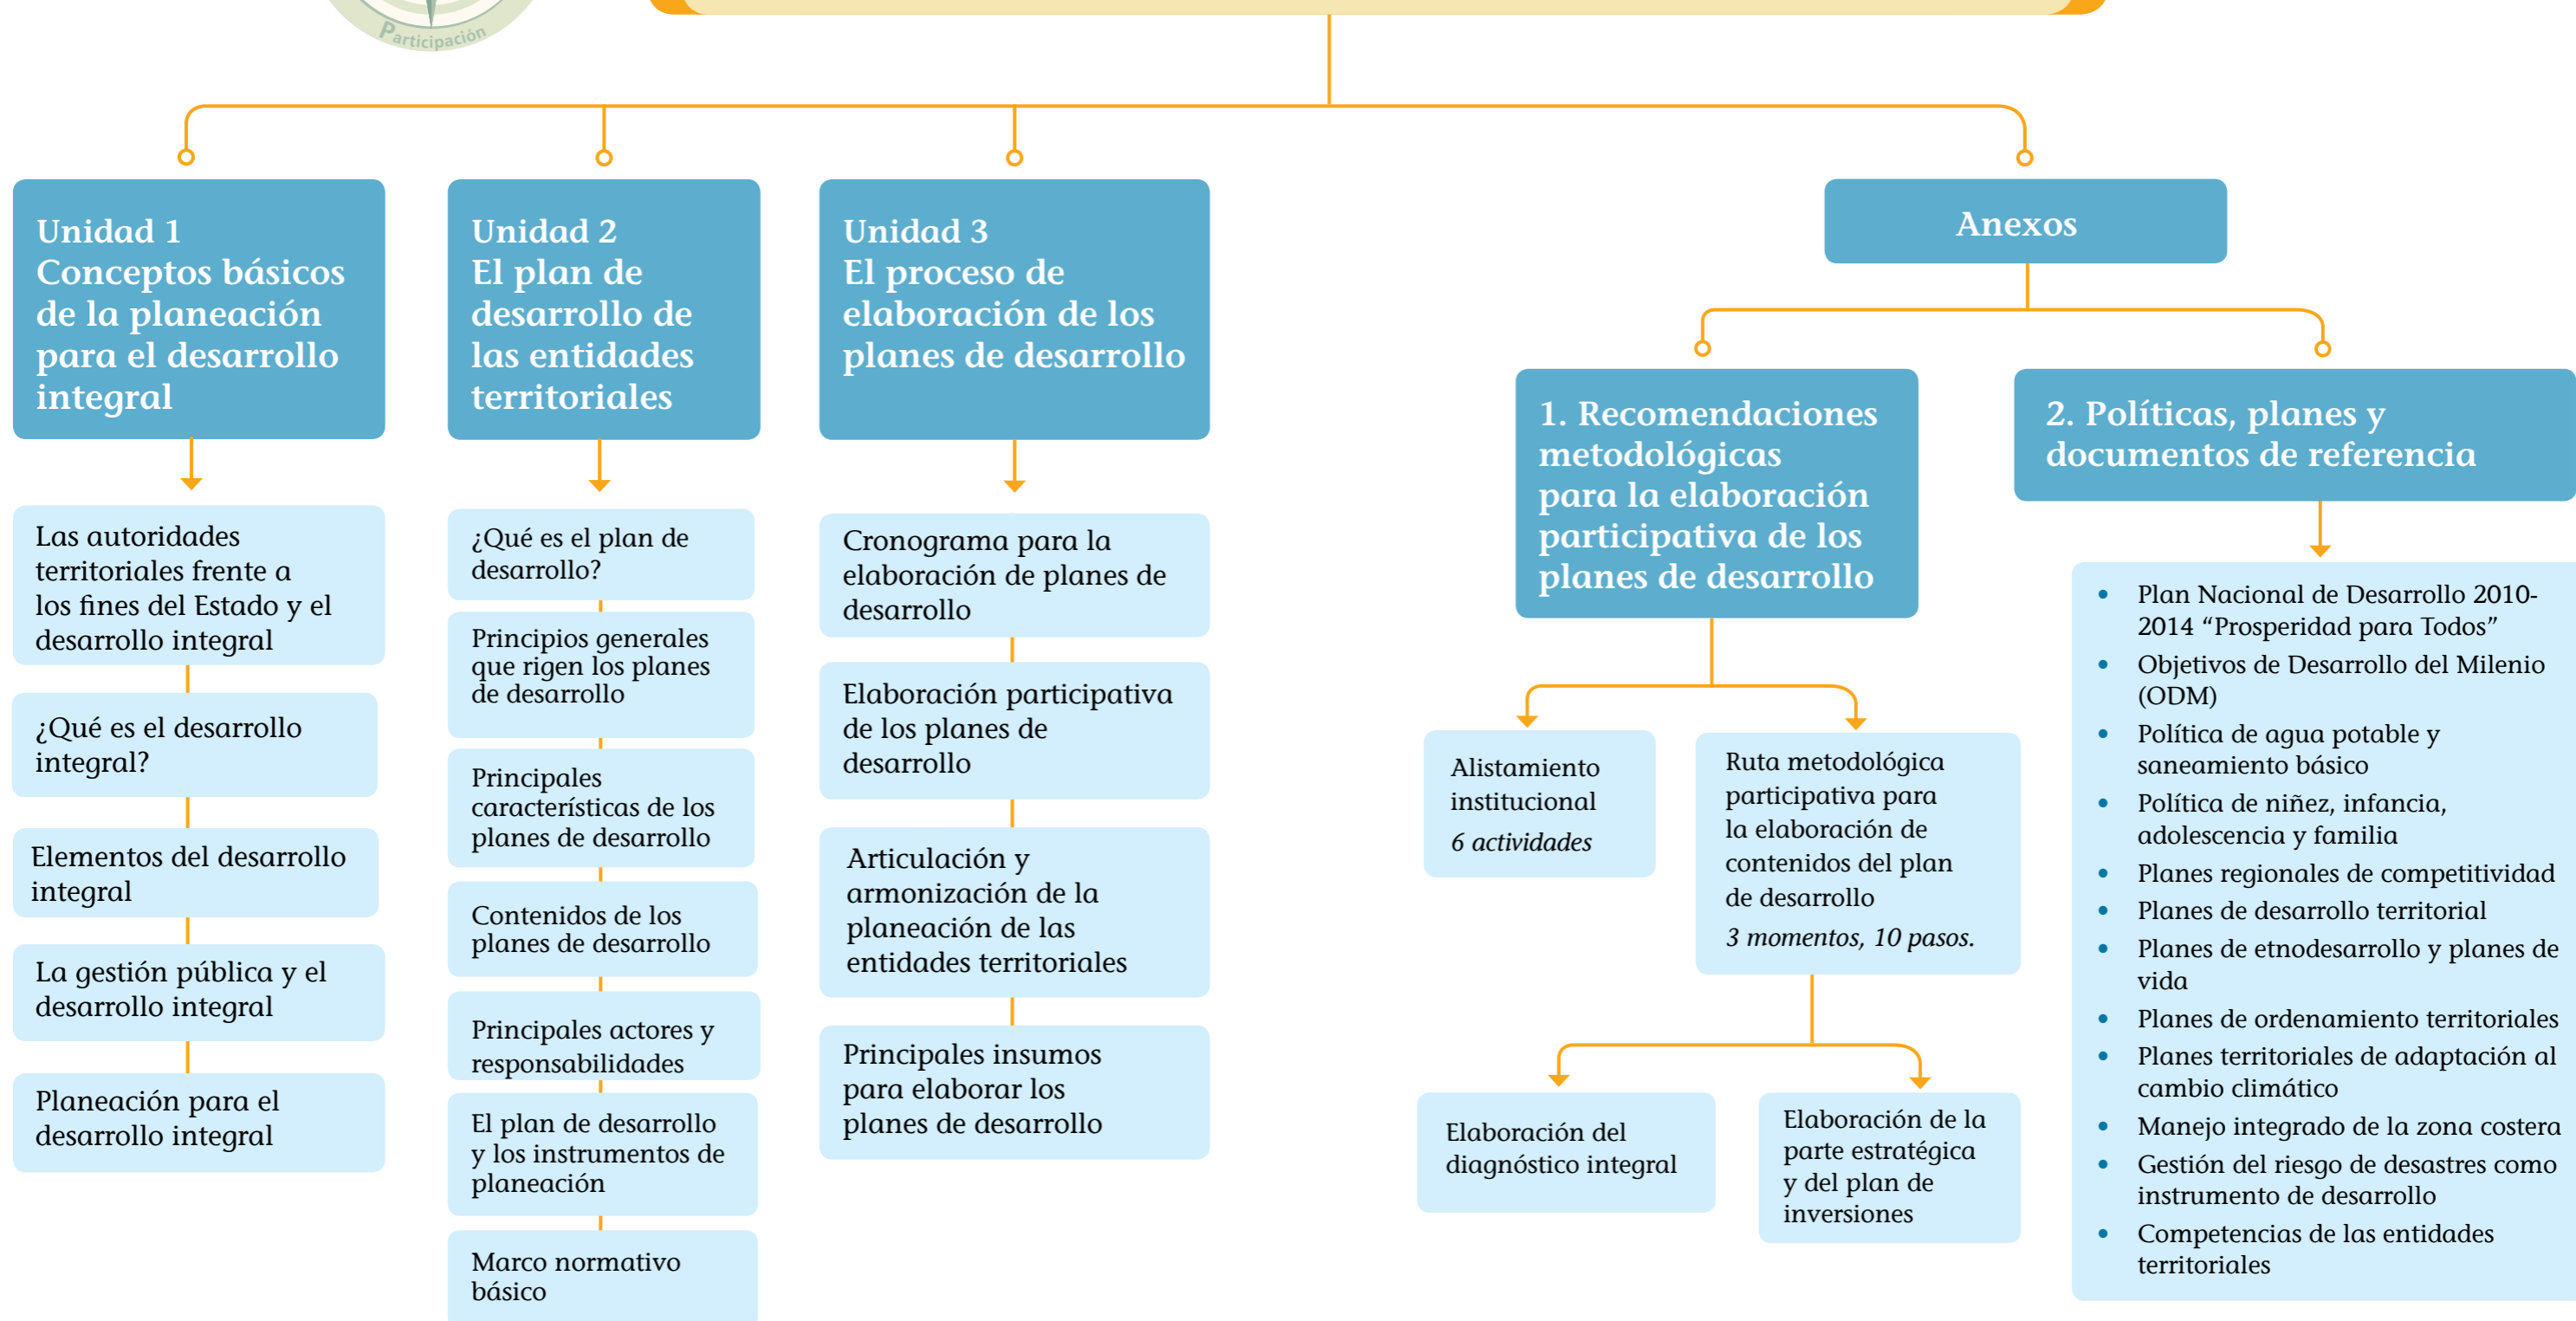 Participación
Unidad 1
Conceptos básicos
de la planeación
para el desarrollo
integral
Las autoridades
territoriales frente a
los fines del Estado y el
desarrollo integral
¿Qué es el desarrollo
integral?
Elementos del desarrollo
integral
La gestión pública y el
desarrollo integral
Planeación para el
desarrollo integral
Unidad 2
El plan de
desarrollo de
las entidades
territoriales
¿Qué es el plan de
desarrollo?
Principios generales
que rigen los planes
de desarrollo
Principales
características de los
planes de desarrollo
Contenidos de los
planes de desarrollo
Principales actores y
responsabilidades
El plan de desarrollo
y los instrumentos de
planeación
Marco normativo
básico
Unidad 3
El proceso de
elaboración de los
planes de desarrollo
Cronograma para la
elaboración de planes de
desarrollo
Elaboración participativa
de los planes de
desarrollo
Articulación y
armonización de la
planeación de las
entidades territoriales
Principales insumos
para elaborar los
planes de desarrollo
Anexos
1. Recomendaciones
metodológicas
para la elaboración
participativa de los
planes de desarrollo
Alistamiento
institucional
6 actividades
Ruta metodológica
participativa para
la elaboración de
contenidos del plan
de desarrollo
3 momentos, 10 pasos.
Elaboración del
diagnóstico integral
Elaboración de la
parte estratégica
y del plan de
inversiones
2. Políticas, planes y
documentos de referencia
• Plan Nacional de Desarrollo 2010-
2014 “Prosperidad para Todos”
• Objetivos de Desarrollo del Milenio
(ODM)
• Política de agua potable y
saneamiento básico
• Política de niñez, infancia,
adolescencia y familia
• Planes regionales de competitividad
• Planes de desarrollo territorial
• Planes de etnodesarrollo y planes de
vida
• Planes de ordenamiento territoriales
• Planes territoriales de adaptación al
cambio climático
• Manejo integrado de la zona costera
• Gestión del riesgo de desastres como
instrumento de desarrollo
• Competencias de las entidades
territoriales